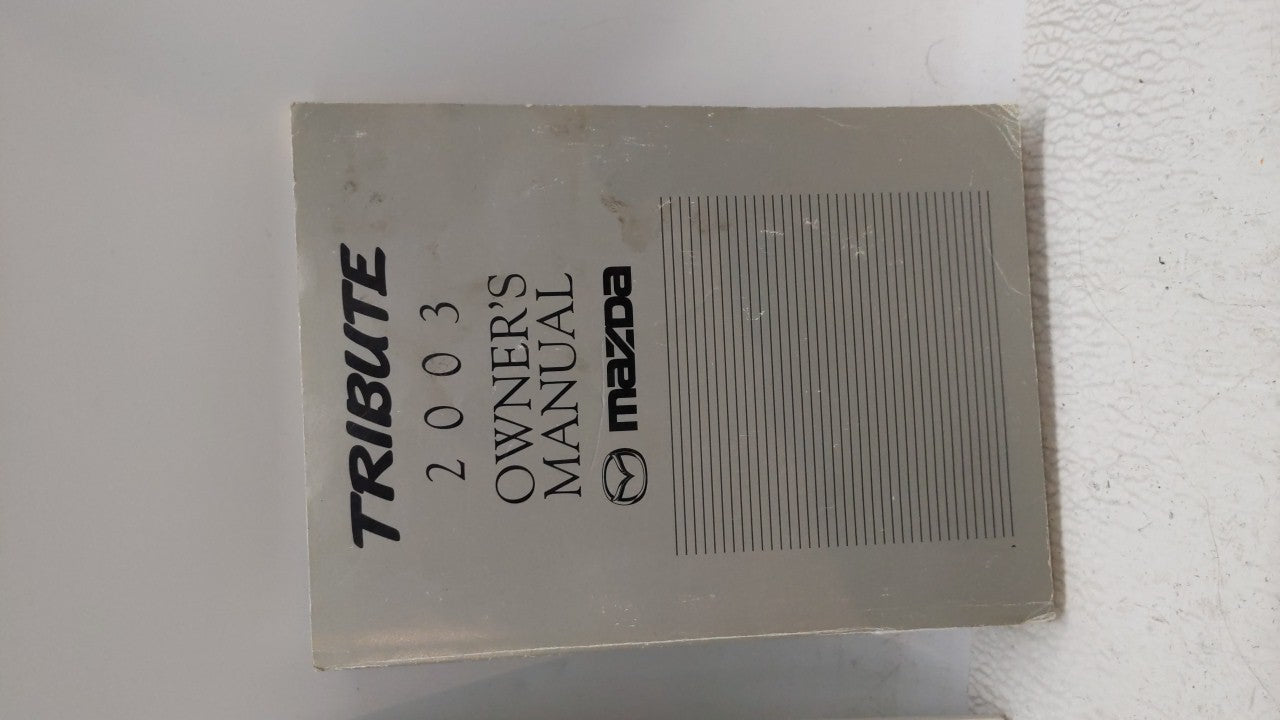 TRIBUTE
2003
OWNER'S
MANUAL
mazda